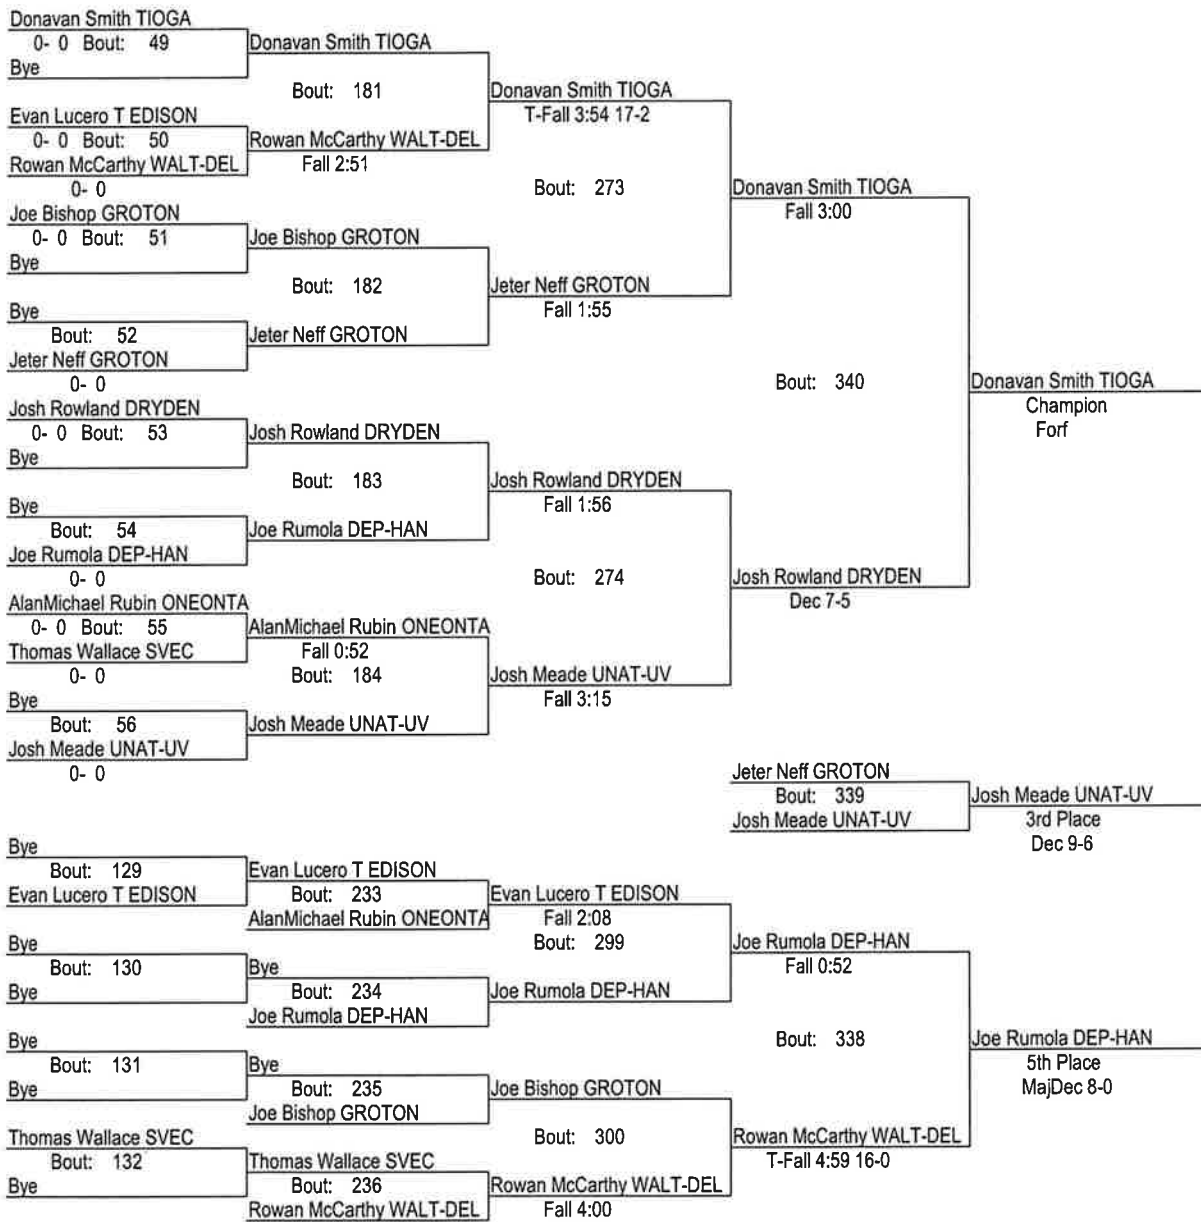 Donavan Smith TIOGA
0- 0 Bout: 49
Bye
Evan Lucero T EDISON
0- 0 Bout: 50
Rowan McCarthy WALT-DEL
0- 0
Joe Bishop GROTON
0- 0 Bout: 51
Bye
Bye
Bout: 52
Jeter Neff GROTON
0- 0
Josh Rowland DRYDEN
0- 0 Bout: 53
Bye
Bye
Bout: 54
Joe Rumola DEP-HAN
0- 0
AlanMichael Rubin ONEONTA
0- 0 Bout: 55
Thomas Wallace SVEC
0- 0
Bye
Bout: 56
Josh Meade UNAT-UV
0- 0
Donavan Smith TIOGA
Bout: 181
Rowan McCarthy WALT-DEL
Fall 2:51
Joe Bishop GROTON
Bout: 182
Jeter Neff GROTON
Josh Rowland DRYDEN
Bout: 183
Joe Rumola DEP-HAN
AlanMichael Rubin ONEONTA
Fall 0:52
Bout: 184
Josh Meade UNAT-UV
Donavan Smith TIOGA
T-Fall 3:54 17-2
Bout: 273
Jeter Neff GROTON
Fall 1:55
Josh Rowland DRYDEN
Fall 1:56
Bout: 274
Josh Meade UNAT-UV
Fall 3:15
Donavan Smith TIOGA
Fall 3:00
Bout: 340
Josh Rowland DRYDEN
Dec 7-5
Donavan Smith TIOGA
Champion
Forf
Jeter Neff GROTON
Bout: 339
Josh Meade UNAT-UV
Josh Meade UNAT-UV
3rd Place
Dec 9-6
Bye
Bout: 129
Evan Lucero T EDISON
Bye
Bout: 130
Bye
Bye
Bout: 131
Bye
Thomas Wallace SVEC
Bout: 132
Bye
Evan Lucero T EDISON
Bout: 233
AlanMichael Rubin ONEONTA
Bye
Bout: 234
Joe Rumola DEP-HAN
Bye
Bout: 235
Joe Bishop GROTON
Thomas Wallace SVEC
Bout: 236
Rowan McCarthy WALT-DEL
Evan Lucero T EDISON
Fall 2:08
Bout: 299
Joe Rumola DEP-HAN
Joe Bishop GROTON
Bout: 300
Rowan McCarthy WALT-DEL
Fall 4:00
Joe Rumola DEP-HAN
Fall 0:52
Bout: 338
Rowan McCarthy WALT-DEL
T-Fall 4:59 16-0
Joe Rumola DEP-HAN
5th Place
MajDec 8-0